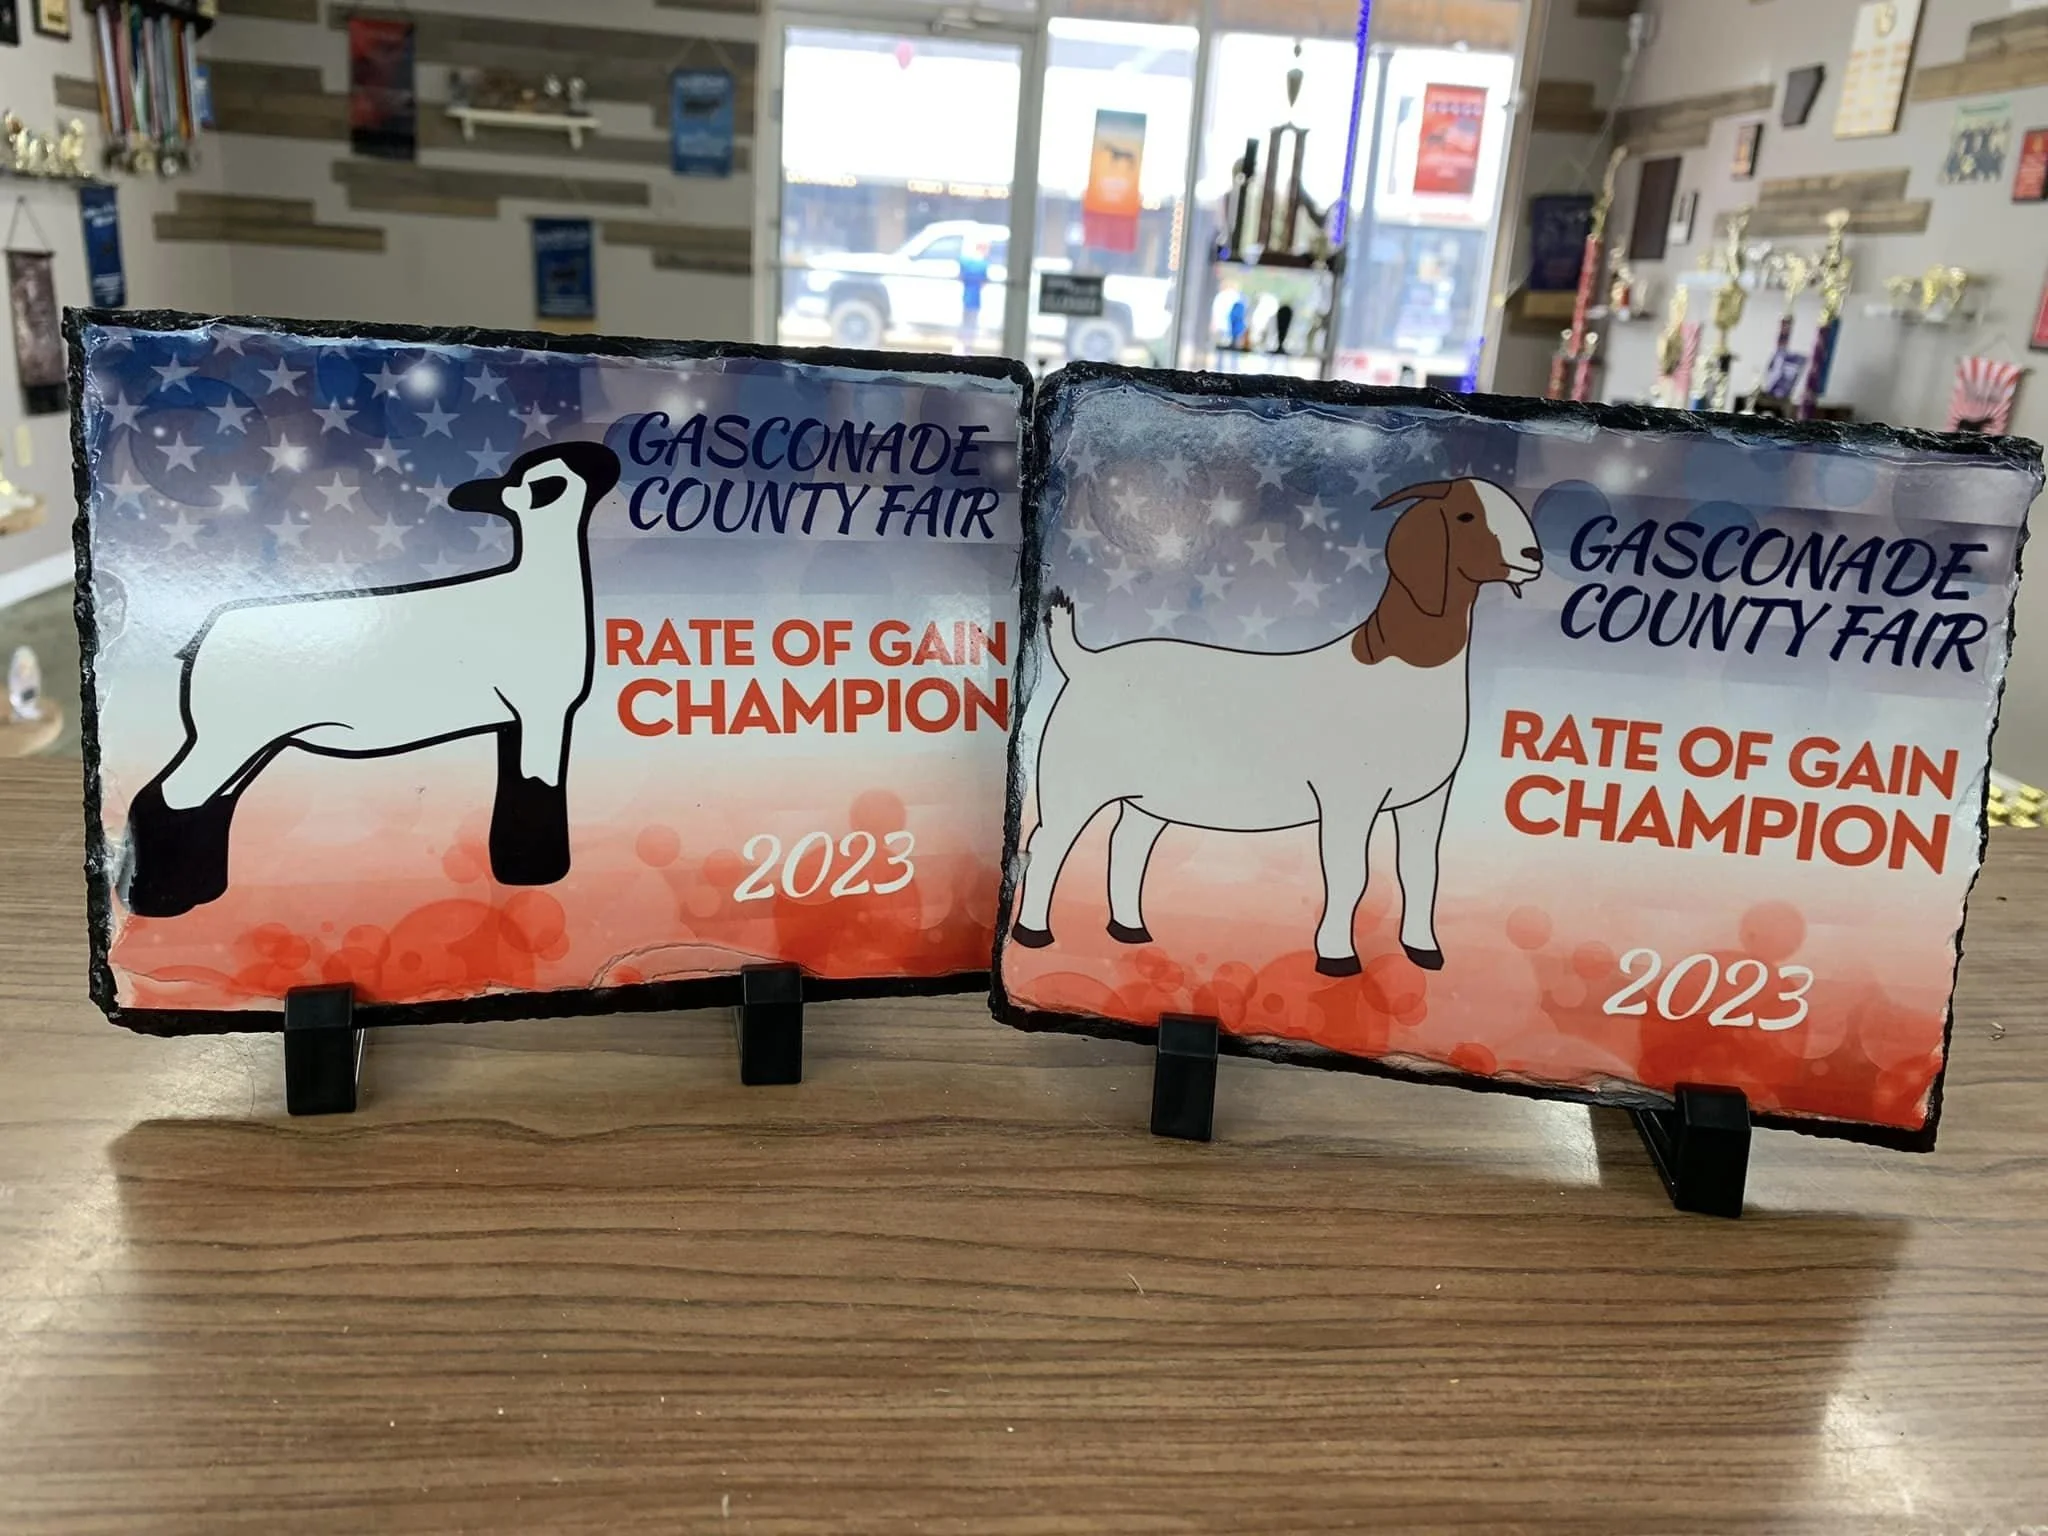 GASCONADE
COUNTY FAIR
RATE OF GAIN
CHAMPION
2023
GASCONADE
COUNTY FAIR
RATE OF GAIN
CHAMPION
2023